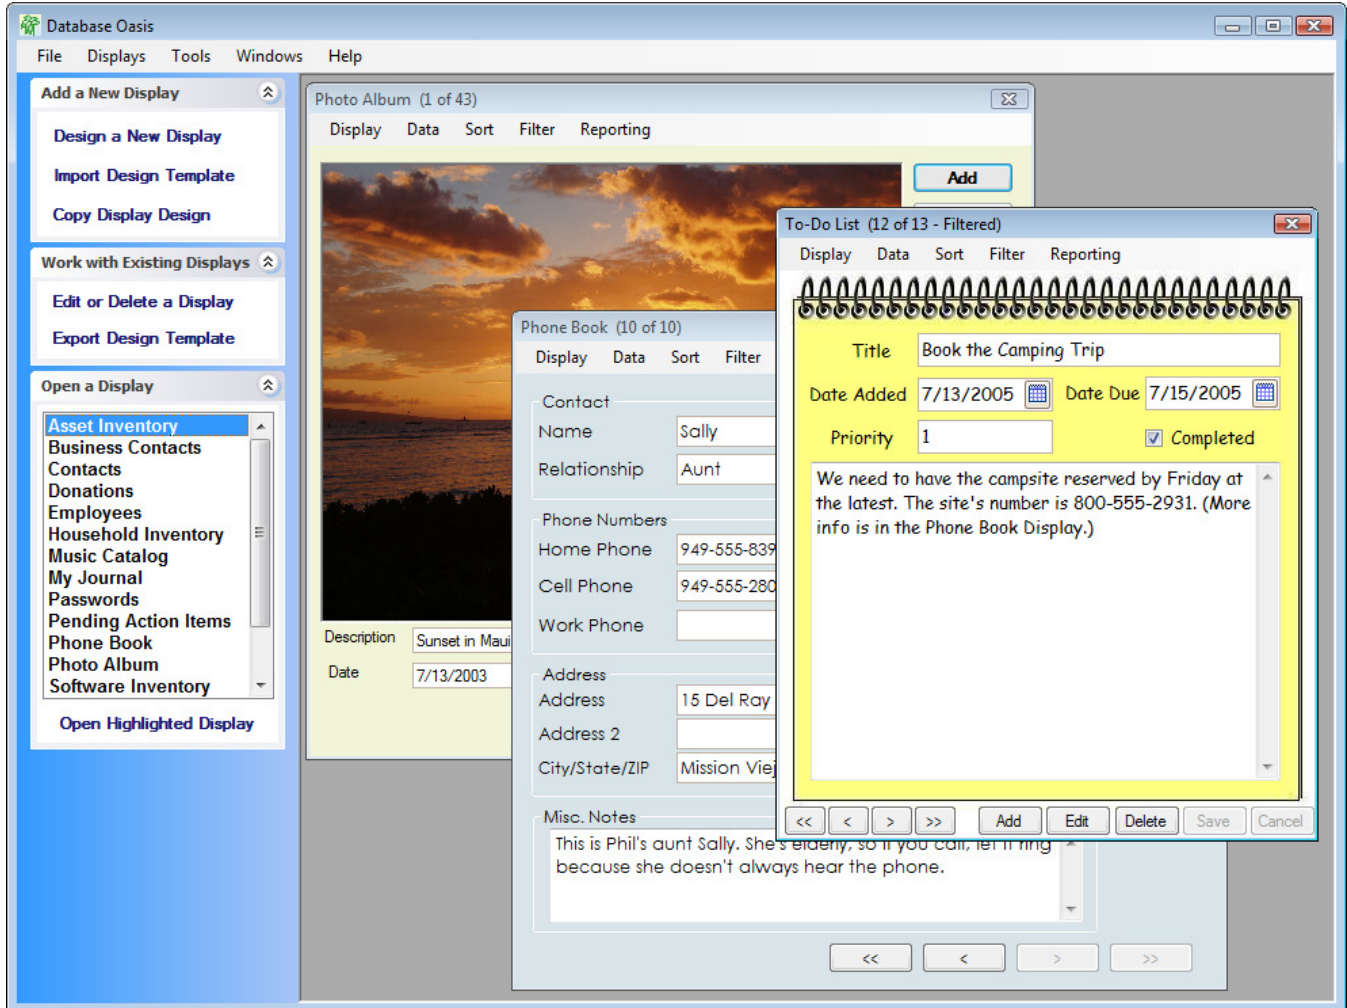 Database Oasis
File Displays Tools Windows Help
Add a New Display
Design a New Display
Import Design Template
Copy Display Design
Work with Existing Displays
Edit or Delete a Display
Export Design Template
Open a Display
Asset Inventory
Business Contacts
Contacts
Donations
Employees
Household Inventory
Music Catalog
My Journal
Passwords
Pending Action Items
Phone Book
Photo Album
Software Inventory
Open Highlighted Display
Photo Album (1 of 43)
Display Data Sort Filter Reporting
Add
Description Sunset in Maui
Date 7/13/2003
Phone Book (10 of 10)
Display Data Sort Filter
Contact
Name Sally
Relationship Aunt
Phone Numbers
Home Phone 949-555-839
Cell Phone 949-555-280
Work Phone
Address
Address 15 Del Ray
Address 2
City/State/ZIP Mission Viej
Misc. Notes
This is Phil's aunt Sally. She's elderly, so if you call, let it ring
because she doesn't always hear the phone.
<< < > >>
To-Do List (12 of 13 - Filtered)
Display Data Sort Filter Reporting
Title Book the Camping Trip
Date Added 7/13/2005 Date Due 7/15/2005
Priority 1 Completed
We need to have the campsite reserved by Friday at
the latest. The site's number is 800-555-2931. (More
info is in the Phone Book Display.)
<< < > >> Add Edit Delete Save Cancel